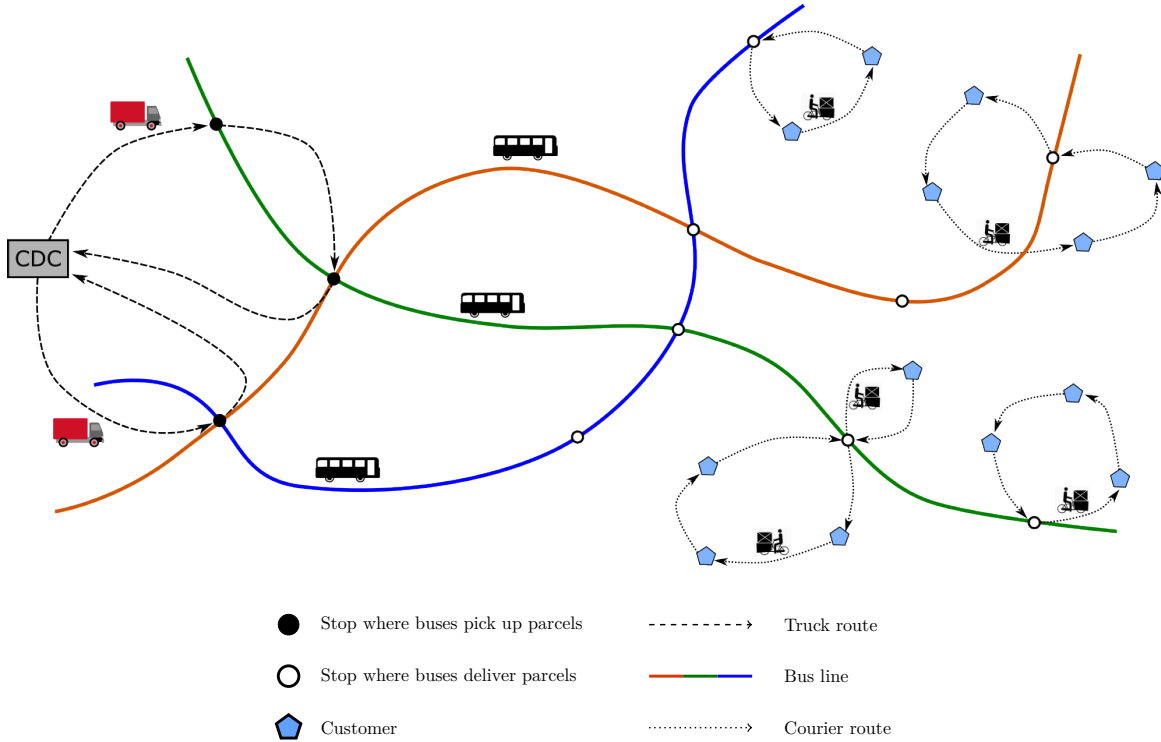 CDC
Stop where buses pick up parcels
Truck route
Stop where buses deliver parcels
Bus line
Customer
Courier route